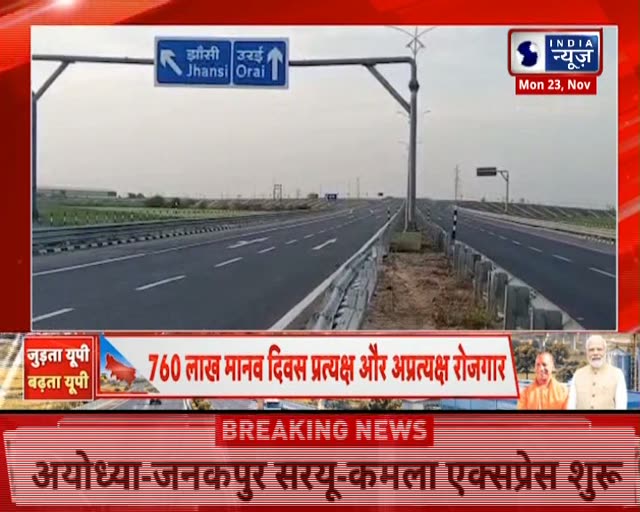 झाँसी
Jhansi
उरई
Orai
INDIA
न्यूज़
Mon 23, Nov
जुड़ता यूपी
बढ़ता यूपी
760 लाख मानव दिवस प्रत्यक्ष और अप्रत्यक्ष रोजगार
BREAKING NEWS
अयोध्या-जनकपुर सरयू-कमला एक्सप्रेस शुरू